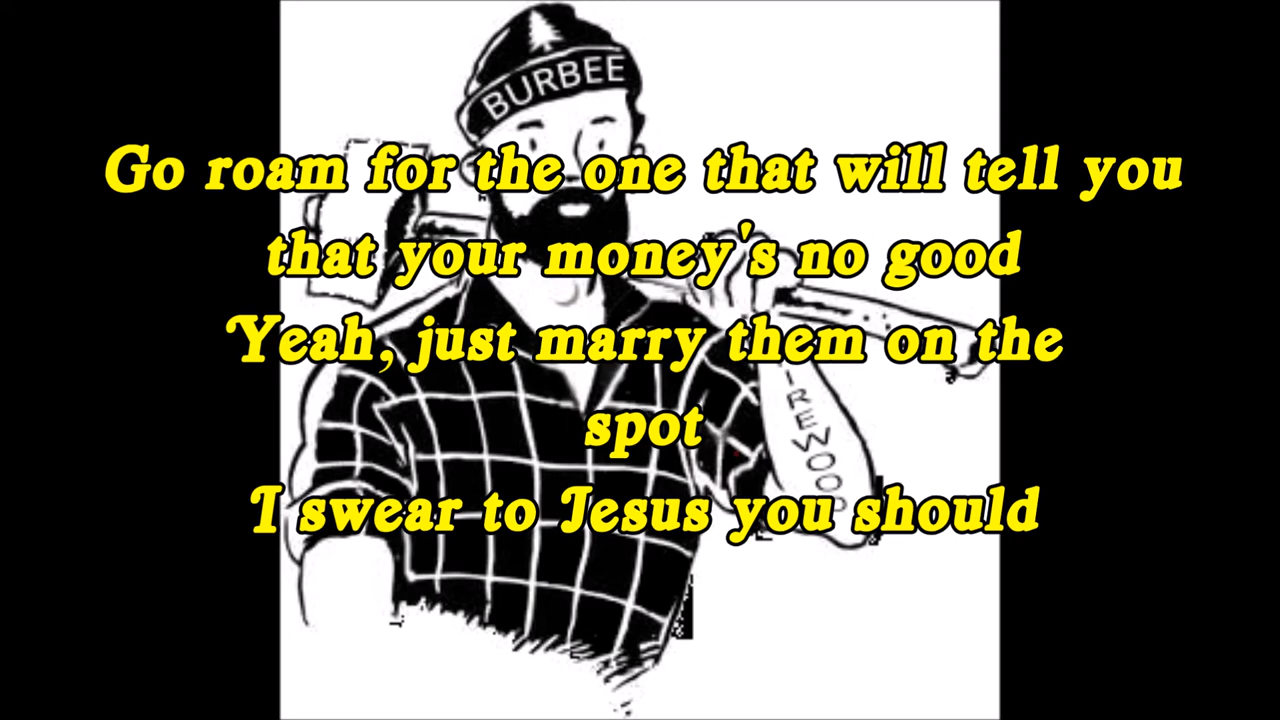 BURBEE
Go roam for the one that will tell you
that your money's no good
Yeah, just marry them on the
spot
I swear to Jesus you should
IREWOOD